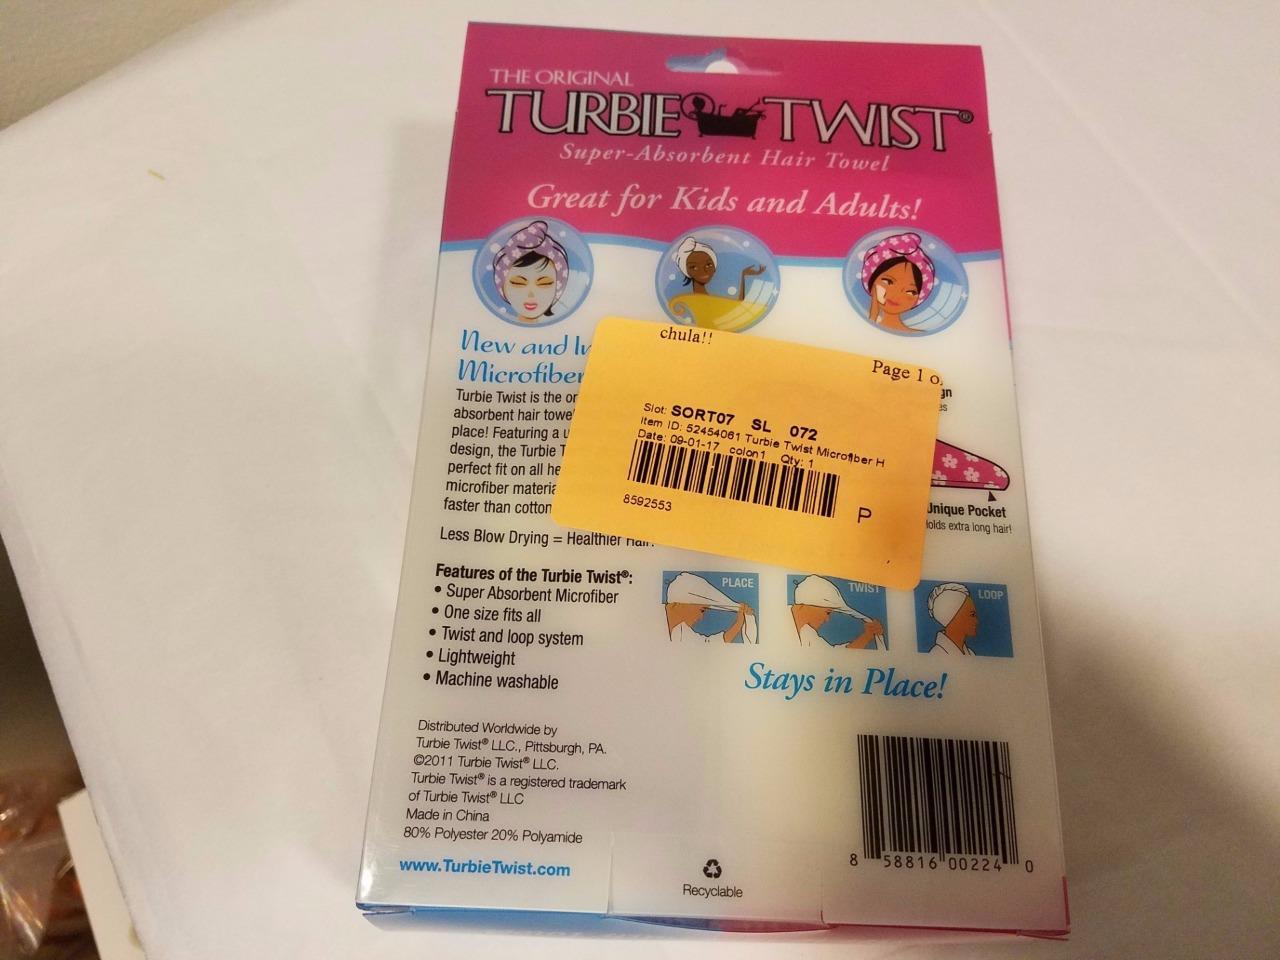 THE ORIGINAL
TURBIE TWIST®
Super-Absorbent Hair Towel
Great for Kids and Adults!
New and
Microfiber
Turbie Twist is the
absorbent hair
place! Featuring a
design, the Turbie
perfect fit on all
microfiber
faster than cotton
Less Blow Drying = Healthier Hair.
chula!!
Page 1
Slot: SORT07 SL 072
Item ID: 52454061 Turbie Twist Microfiber H
Date: 09-01-17 colon1 Qty: 1
8592553
P
Unique Pocket
Holds extra long hair!
Features of the Turbie Twist®:
• Super Absorbent Microfiber
• One size fits all
• Twist and loop system
• Lightweight
• Machine washable
PLACE
TWIST
LOOP
Stays in Place!
Distributed Worldwide by
Turbie Twist® LLC., Pittsburgh, PA.
©2011 Turbie Twist® LLC.
Turbie Twist® is a registered trademark
of Turbie Twist® LLC
Made in China
80% Polyester 20% Polyamide
www.TurbieTwist.com
Recyclable
8 58816 00224 0